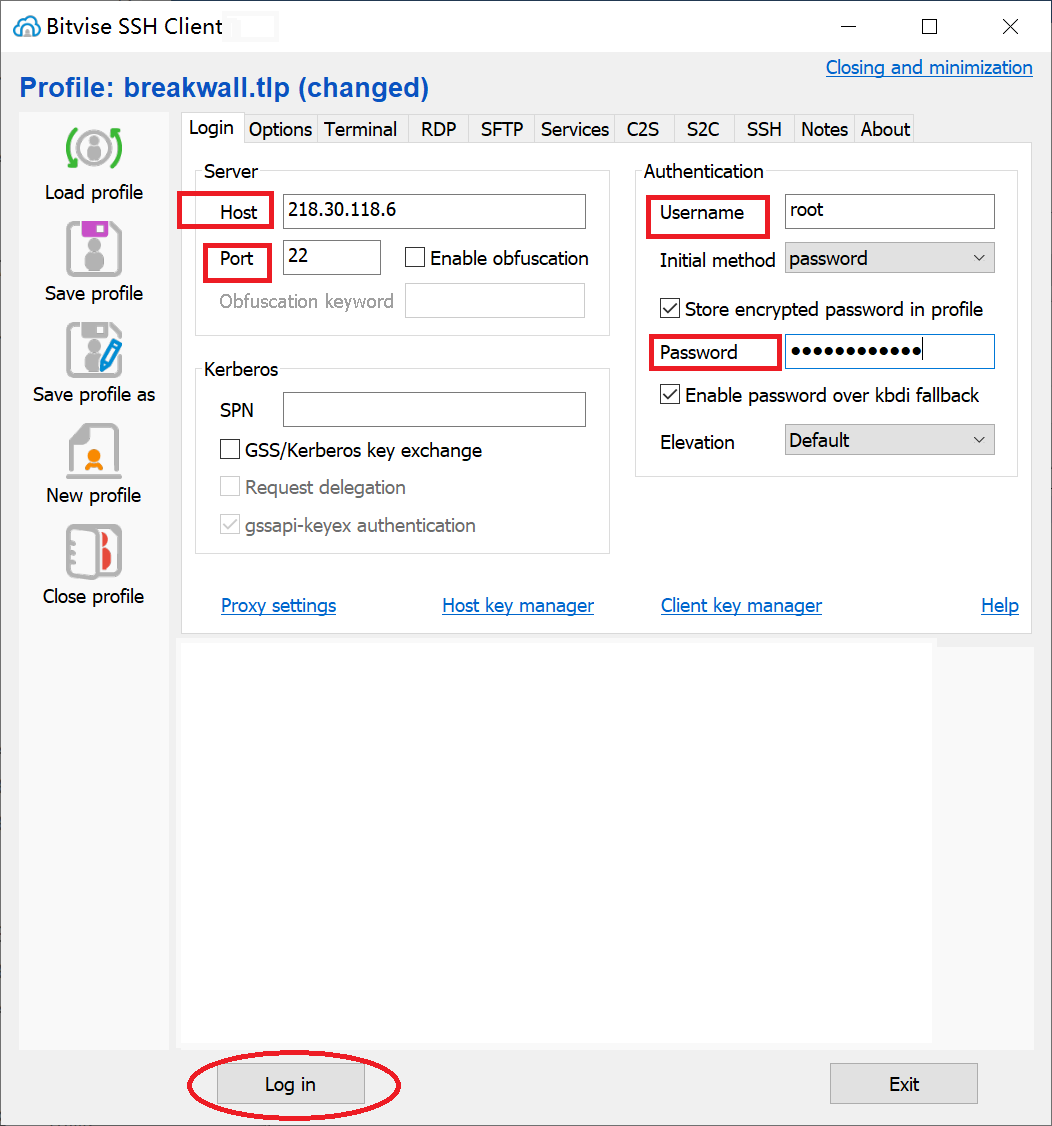 Bitvise SSH Client
Closing and minimization
Profile: breakwall.tlp (changed)
Load profile
Save profile
Save profile as
New profile
Close profile
Login Options Terminal RDP SFTP Services C2S S2C SSH Notes About
Server
Host 218.30.118.6
Port 22 Enable obfuscation
Obfuscation keyword
Kerberos
SPN
GSS/Kerberos key exchange
Request delegation
gssapi-keyex authentication
Authentication
Username root
Initial method password
Store encrypted password in profile
Password ●●●●●●●●●●●●
Enable password over kbdi fallback
Elevation Default
Proxy settings Host key manager Client key manager Help
Log in Exit